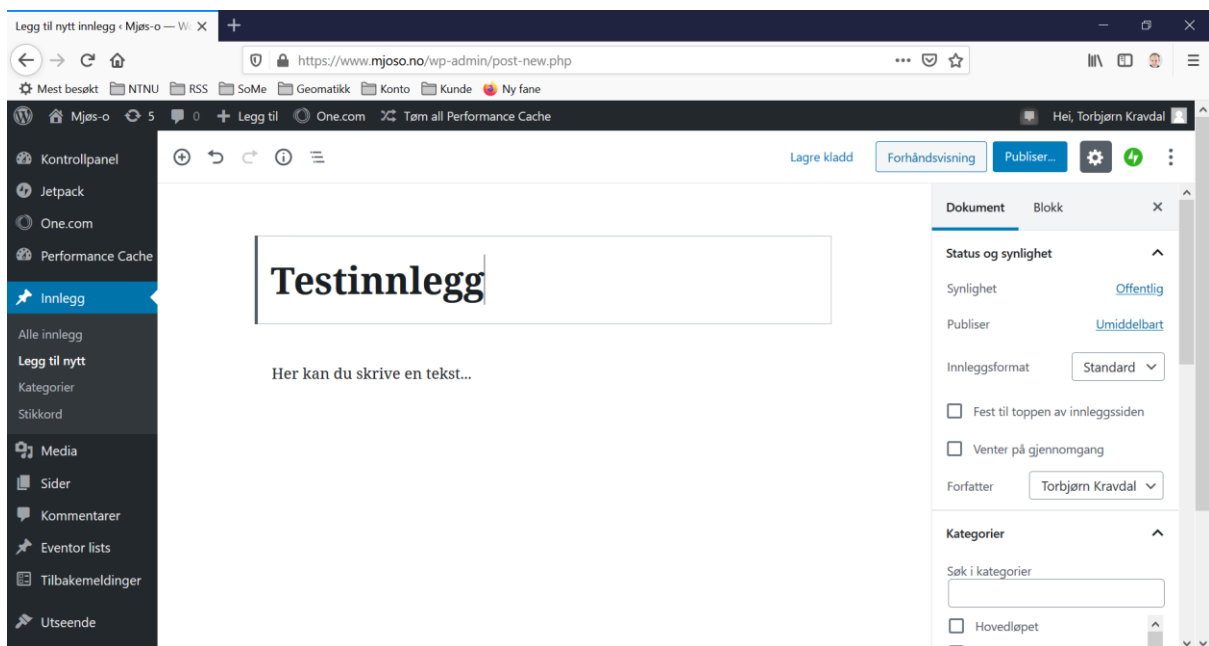 Legg til nytt innlegg ‹ Mjøs-o — W
https://www.mjoso.no/wp-admin/post-new.php
Mest besøkt NTNU RSS SoMe Geomatikk Konto Kunde Ny fane
Mjøs-o 5 0 Legg til One.com Tøm all Performance Cache Hei, Torbjørn Kravdal
Lagre kladd Forhåndsvisning Publiser...
Kontrollpanel
Jetpack
One.com
Performance Cache
Innlegg
Alle innlegg
Legg til nytt
Kategorier
Stikkord
Media
Sider
Kommentarer
Eventor lists
Tilbakemeldinger
Utseende
Testinnlegg
Her kan du skrive en tekst...
Dokument Blokk
Status og synlighet
Synlighet Offentlig
Publiser Umiddelbart
Innleggsformat Standard
Fest til toppen av innleggssiden
Venter på gjennomgang
Forfatter Torbjørn Kravdal
Kategorier
Søk i kategorier
Hovedløpet